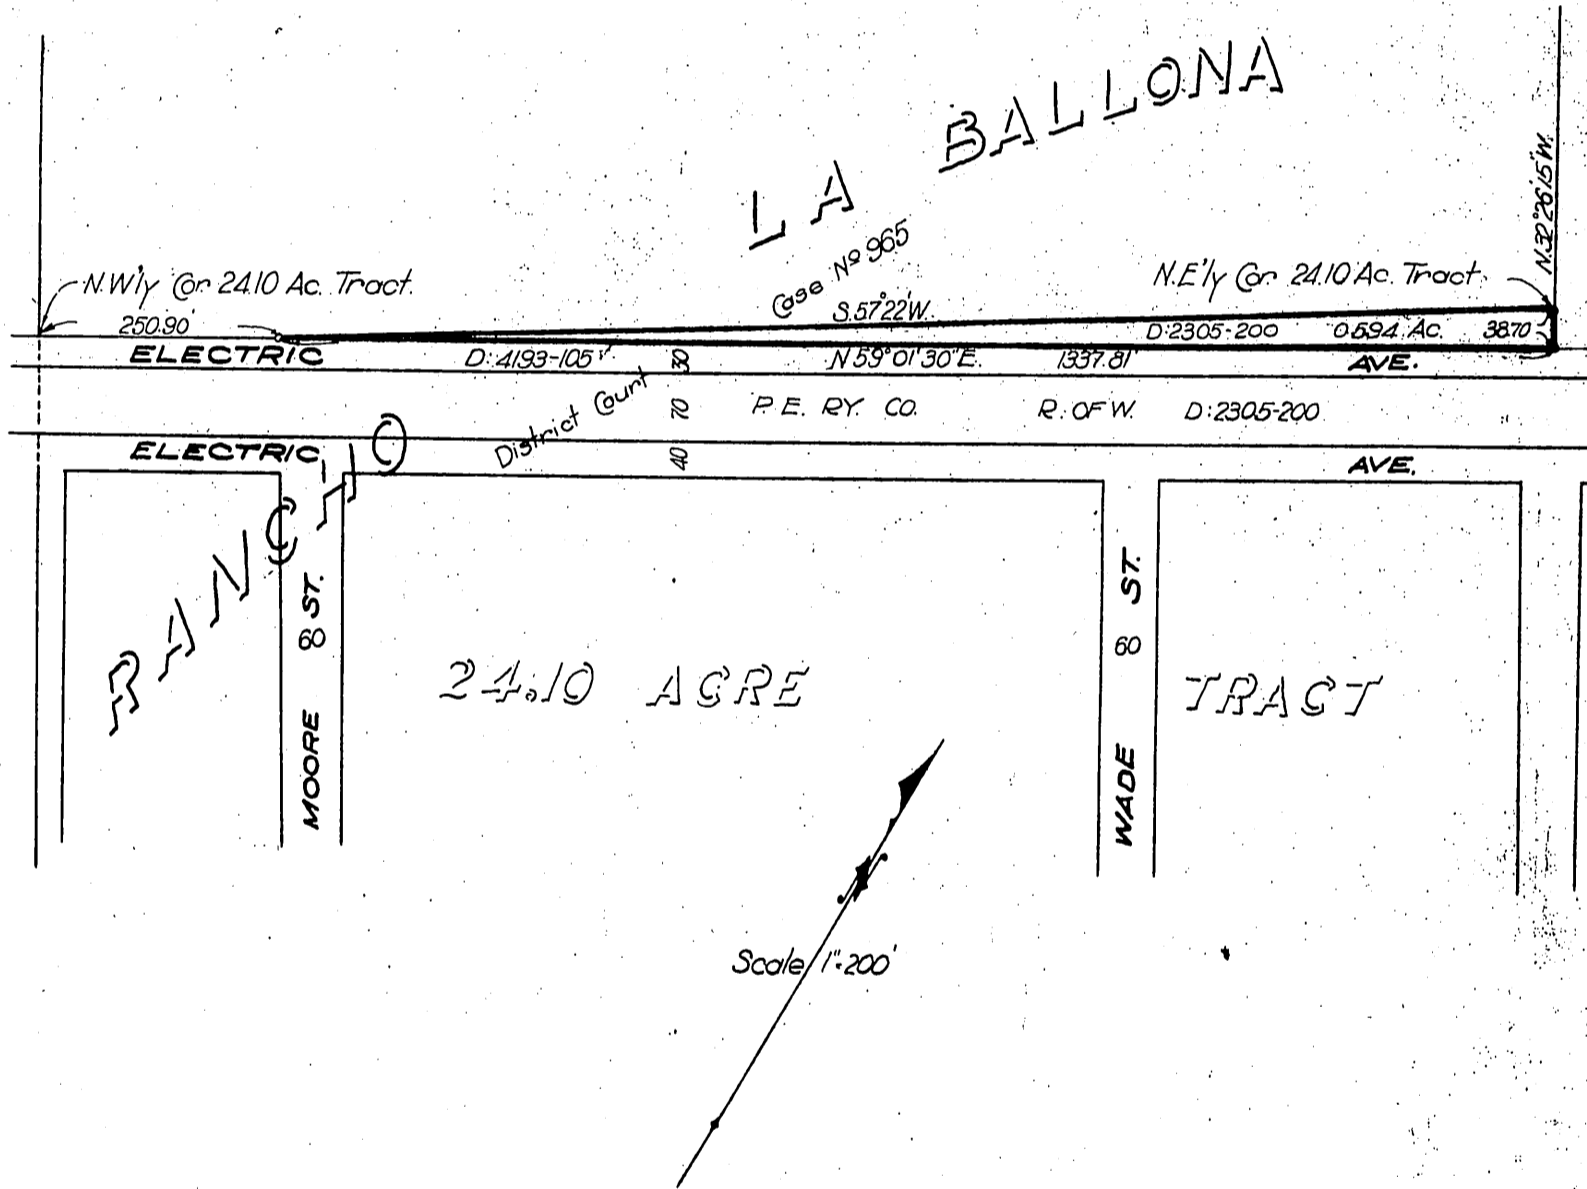 LA BALLONA
Case Nº 965
N.32°26'15"W.
N.W'ly Cor. 24.10 Ac. Tract.
N.E'ly Cor. 24.10 Ac. Tract.
250.90'
S.57°22'W.
D:2305-200 0.594 Ac. 38.70
ELECTRIC D:4193-105 N 59°01'30"E. 1337.81' AVE.
30
District Court 70 P. E. RY. CO. R. OF W. D:2305-200
ELECTRIC 40 AVE.
RANCHO
MOORE 60 ST.
WADE 60 ST.
24.10 ACRE TRACT
Scale 1"=200'